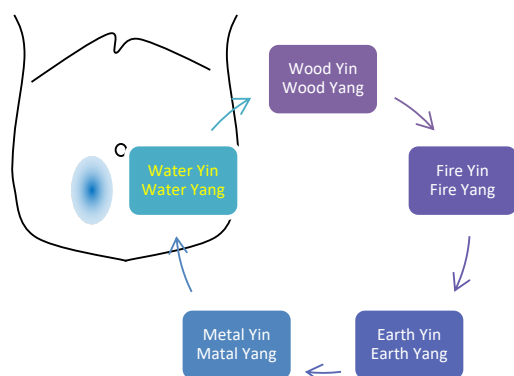 Wood Yin
Wood Yang
Water Yin
Water Yang
Fire Yin
Fire Yang
Metal Yin
Matal Yang
Earth Yin
Earth Yang